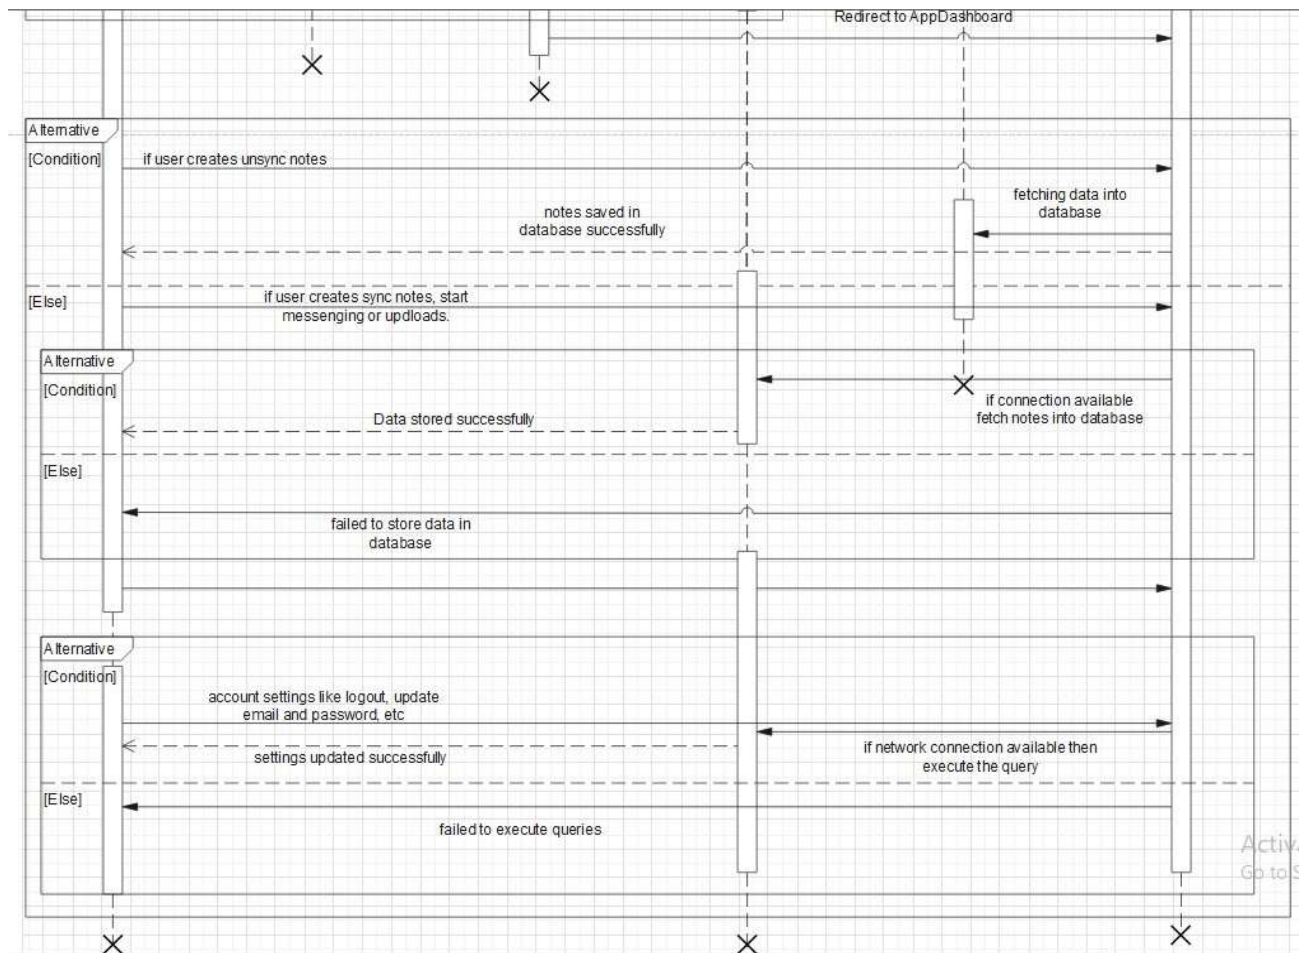 Redirect to AppDashboard
Alternative
[Condition]
if user creates unsync notes
fetching data into
database
notes saved in
database successfully
[Else]
if user creates sync notes, start
messenging or updloads.
Alternative
[Condition]
if connection available
fetch notes into database
Data stored successfully
[Else]
failed to store data in
database
Alternative
[Condition]
account settings like logout, update
email and password, etc
if network connection available then
execute the query
settings updated successfully
[Else]
failed to execute queries
Go to S